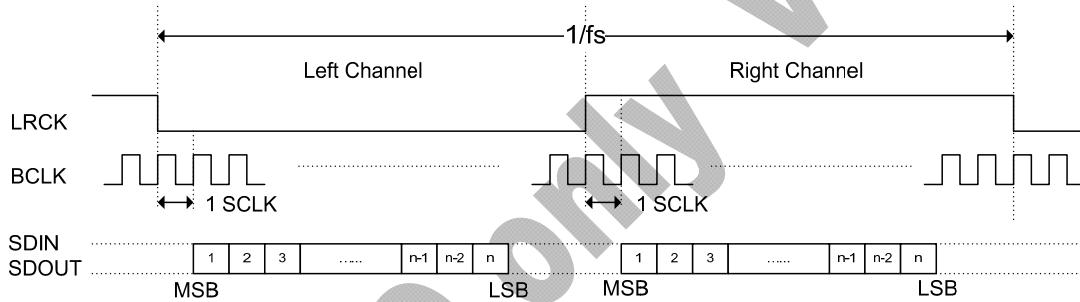 1/fs
Left Channel
Right Channel
LRCK
BCLK
1 SCLK
1 SCLK
SDIN
SDOUT
1 2 3 ...... n-1 n-2 n
1 2 3 ...... n-1 n-2 n
MSB
LSB
MSB
LSB
only